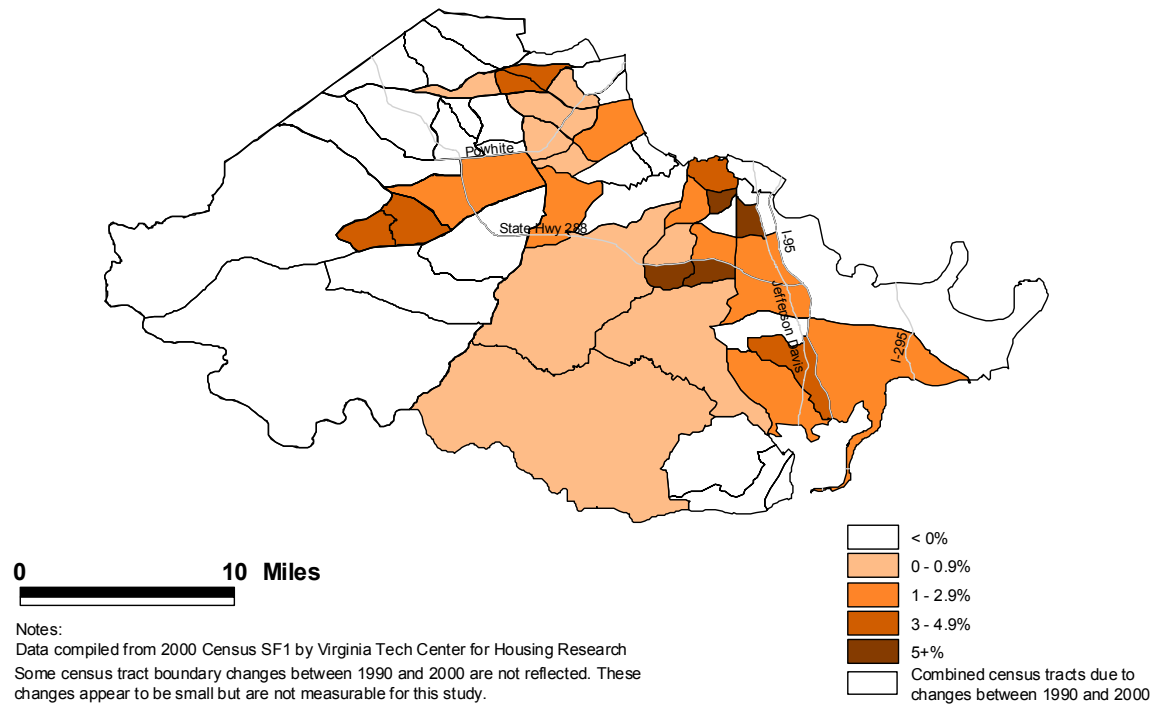 Powhite
State Hwy 288
I-95
Jefferson Davis
I-295
0 10 Miles
Notes:
Data compiled from 2000 Census SF1 by Virginia Tech Center for Housing Research
Some census tract boundary changes between 1990 and 2000 are not reflected. These
changes appear to be small but are not measurable for this study.
< 0%
0 - 0.9%
1 - 2.9%
3 - 4.9%
5+%
Combined census tracts due to
changes between 1990 and 2000